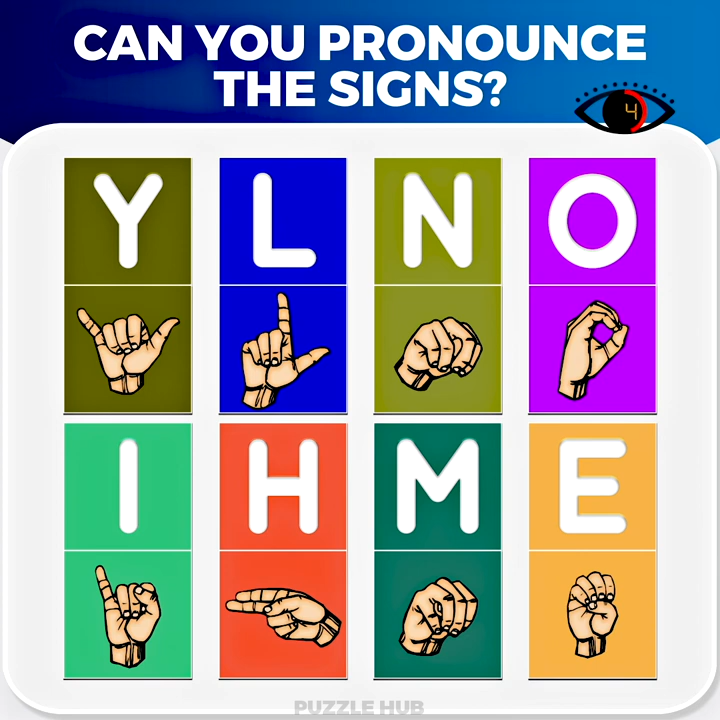 CAN YOU PRONOUNCE
THE SIGNS?
4
Y L N O
I H M E
PUZZLE HUB